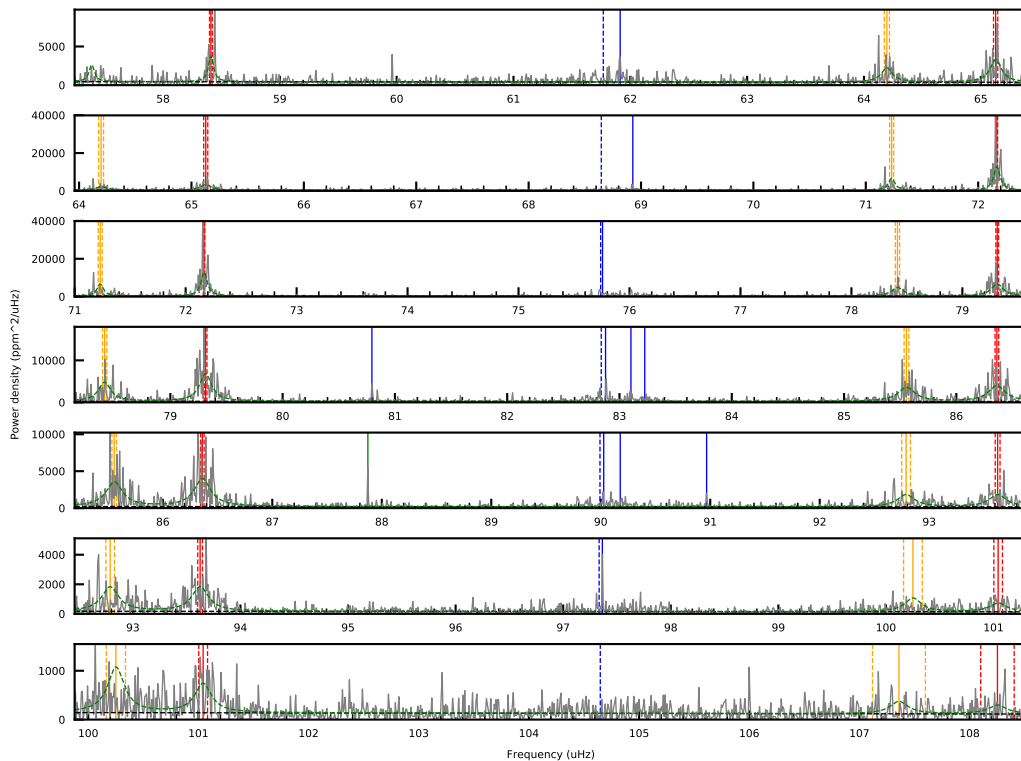 5000
0
58 59 60 61 62 63 64 65
40000
20000
0
64 65 66 67 68 69 70 71 72
40000
20000
0
71 72 73 74 75 76 77 78 79
10000
0
79 80 81 82 83 84 85 86
10000
5000
0
86 87 88 89 90 91 92 93
4000
2000
0
93 94 95 96 97 98 99 100 101
1000
0
100 101 102 103 104 105 106 107 108
Power density (ppm^2/uHz)
Frequency (uHz)